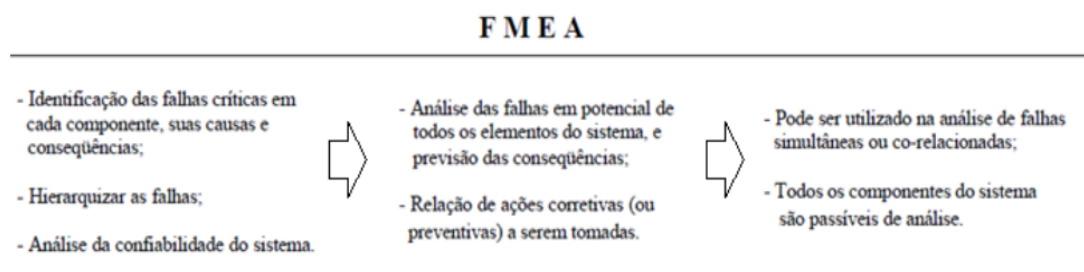 F M E A
- Identificação das falhas críticas em
cada componente, suas causas e
conseqüências;
- Hierarquizar as falhas;
- Análise da confiabilidade do sistema.
- Análise das falhas em potencial de
todos os elementos do sistema, e
previsão das conseqüências;
- Relação de ações corretivas (ou
preventivas) a serem tomadas.
- Pode ser utilizado na análise de falhas
simultâneas ou co-relacionadas;
- Todos os componentes do sistema
são passíveis de análise.